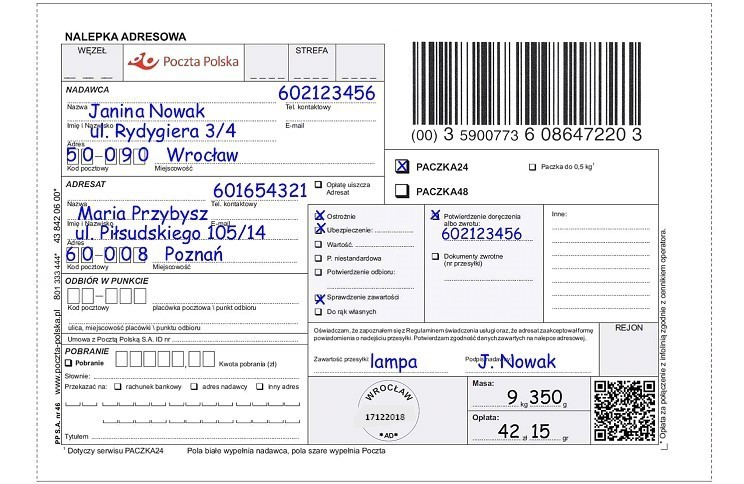 NALEPKA ADRESOWA
WĘZEŁ
Poczta Polska
STREFA
NADAWCA
602123456
Nazwa
Janina Nowak
Tel. kontaktowy
Imię i Nazwisko
ul. Rydygiera 3/4
E-mail
Adres
50-090 Wrocław
Kod pocztowy Miejscowość
ADRESAT
601654321
Nazwa
Tel. kontaktowy
Maria Przybysz
Imię i Nazwisko
E-mail
ul. Piłsudskiego 105/14
Adres
60-008 Poznań
Kod pocztowy Miejscowość
ODBIÓR W PUNKCIE
Kod pocztowy placówka pocztowa \ punkt odbioru
ulica, miejscowość placówki \ punktu odbioru
Umowa z Pocztą Polską S.A. ID nr
POBRANIE
Pobranie
Kwota pobrania (zł)
Słownie:
Przekazać na: rachunek bankowy adres nadawcy inny adres
Tytułem
¹ Dotyczy serwisu PACZKA24 Pola białe wypełnia nadawca, pola szare wypełnia Poczta
PP S.A. nr 46 www.poczta-polska.pl 801 333 444* 43 842 06 00*
(00) 3 5900773 608647220 3
X PACZKA24
Paczka do 0,5 kg¹
PACZKA48
Opłatę uiszcza Adresat
X Ostrożnie
X Ubezpieczenie:
Wartość:
P. niestandardowa
Potwierdzenie odbioru:
X Sprawdzenie zawartości
Do rąk własnych
X Potwierdzenie doręczenia
albo zwrotu:
602123456
Dokumenty zwrotne
(nr przesyłki)
Inne:
Oświadczam, że zapoznałem się z Regulaminem świadczenia usługi oraz, że adresat zaakceptował formę
powiadomienia o nadejściu przesyłki. Potwierdzam zgodność danych zawartych na nalepce adresowej.
Zawartość przesyłki: lampa
Podpis nadawcy: J. Nowak
REJON
WROCŁAW
17122018
*AD*
Masa:
9 kg 350 g
Opłata:
42 zł 15 gr
* Opłata za połączenie z infolinią zgodnie z cennikiem operatora.